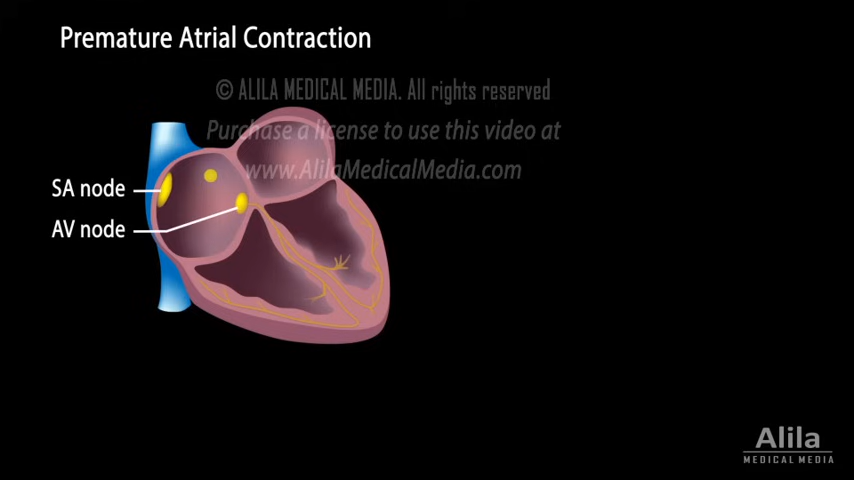 Premature Atrial Contraction
© ALILA MEDICAL MEDIA. All rights reserved
Purchase a license to use this video at
www.AlilaMedicalMedia.com
SA node
AV node
Alila
MEDICAL MEDIA